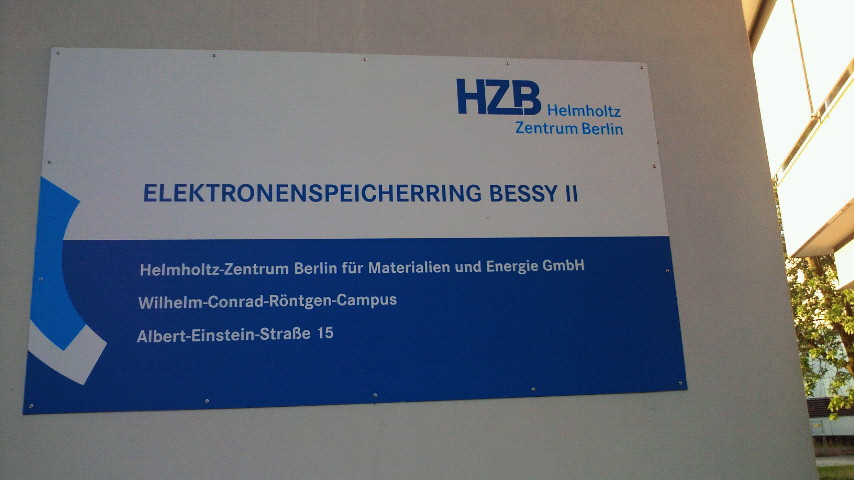 HZB Helmholtz
Zentrum Berlin
ELEKTRONENSPEICHERRING BESSY II
Helmholtz-Zentrum Berlin für Materialien und Energie GmbH
Wilhelm-Conrad-Röntgen-Campus
Albert-Einstein-Straße 15